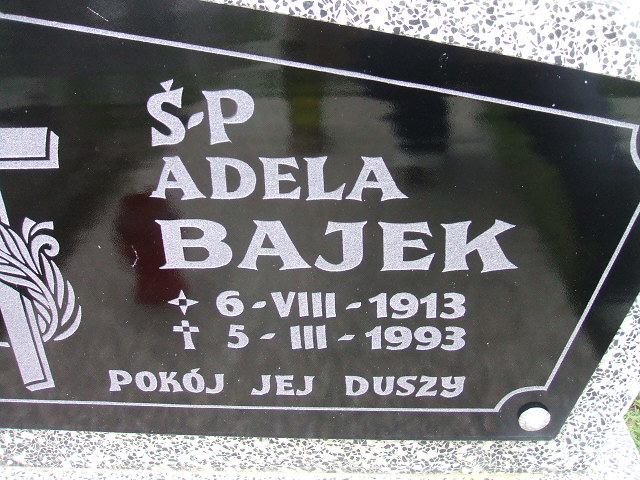 Ś-P
ADELA
BAJEK
✧ 6-VIII-1913
✝ 5-III-1993
POKÓJ JEJ DUSZY